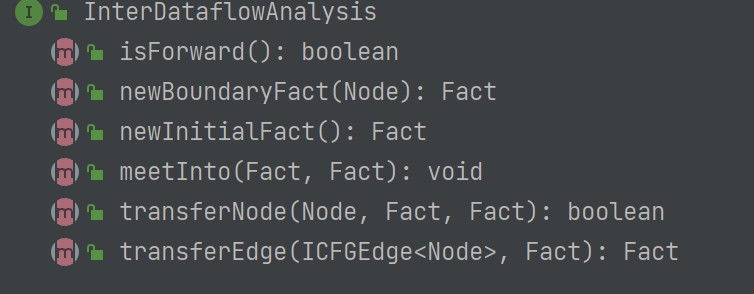 InterDataflowAnalysis
isForward(): boolean
newBoundaryFact(Node): Fact
newInitialFact(): Fact
meetInto(Fact, Fact): void
transferNode(Node, Fact, Fact): boolean
transferEdge(ICFGEdge<Node>, Fact): Fact